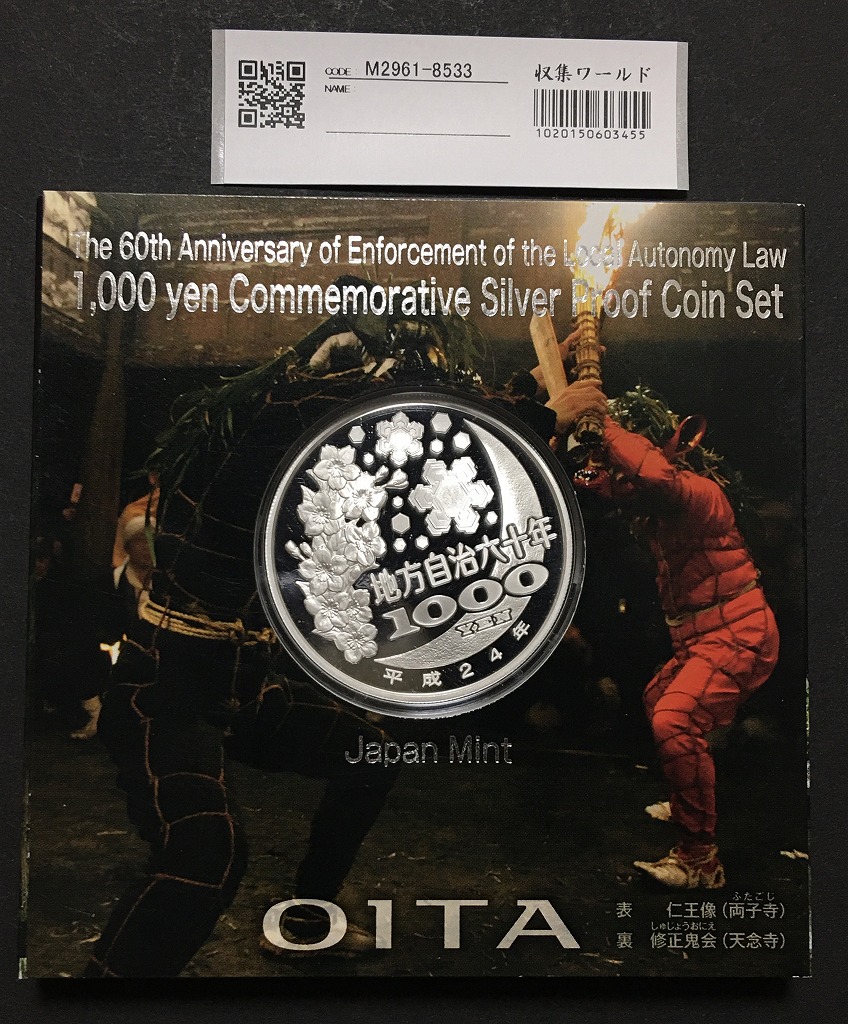 CODE: M2961-8533
収集ワールド
NAME:
1020150603455
The 60th Anniversary of Enforcement of the Local Autonomy Law
1,000 yen Commemorative Silver Proof Coin Set
地方自治六十年
1000
YEN
平成24年
Japan Mint
OITA
ふたごじ
表 仁王像（両子寺）
しゅじょうおにえ
裏 修正鬼会（天念寺）